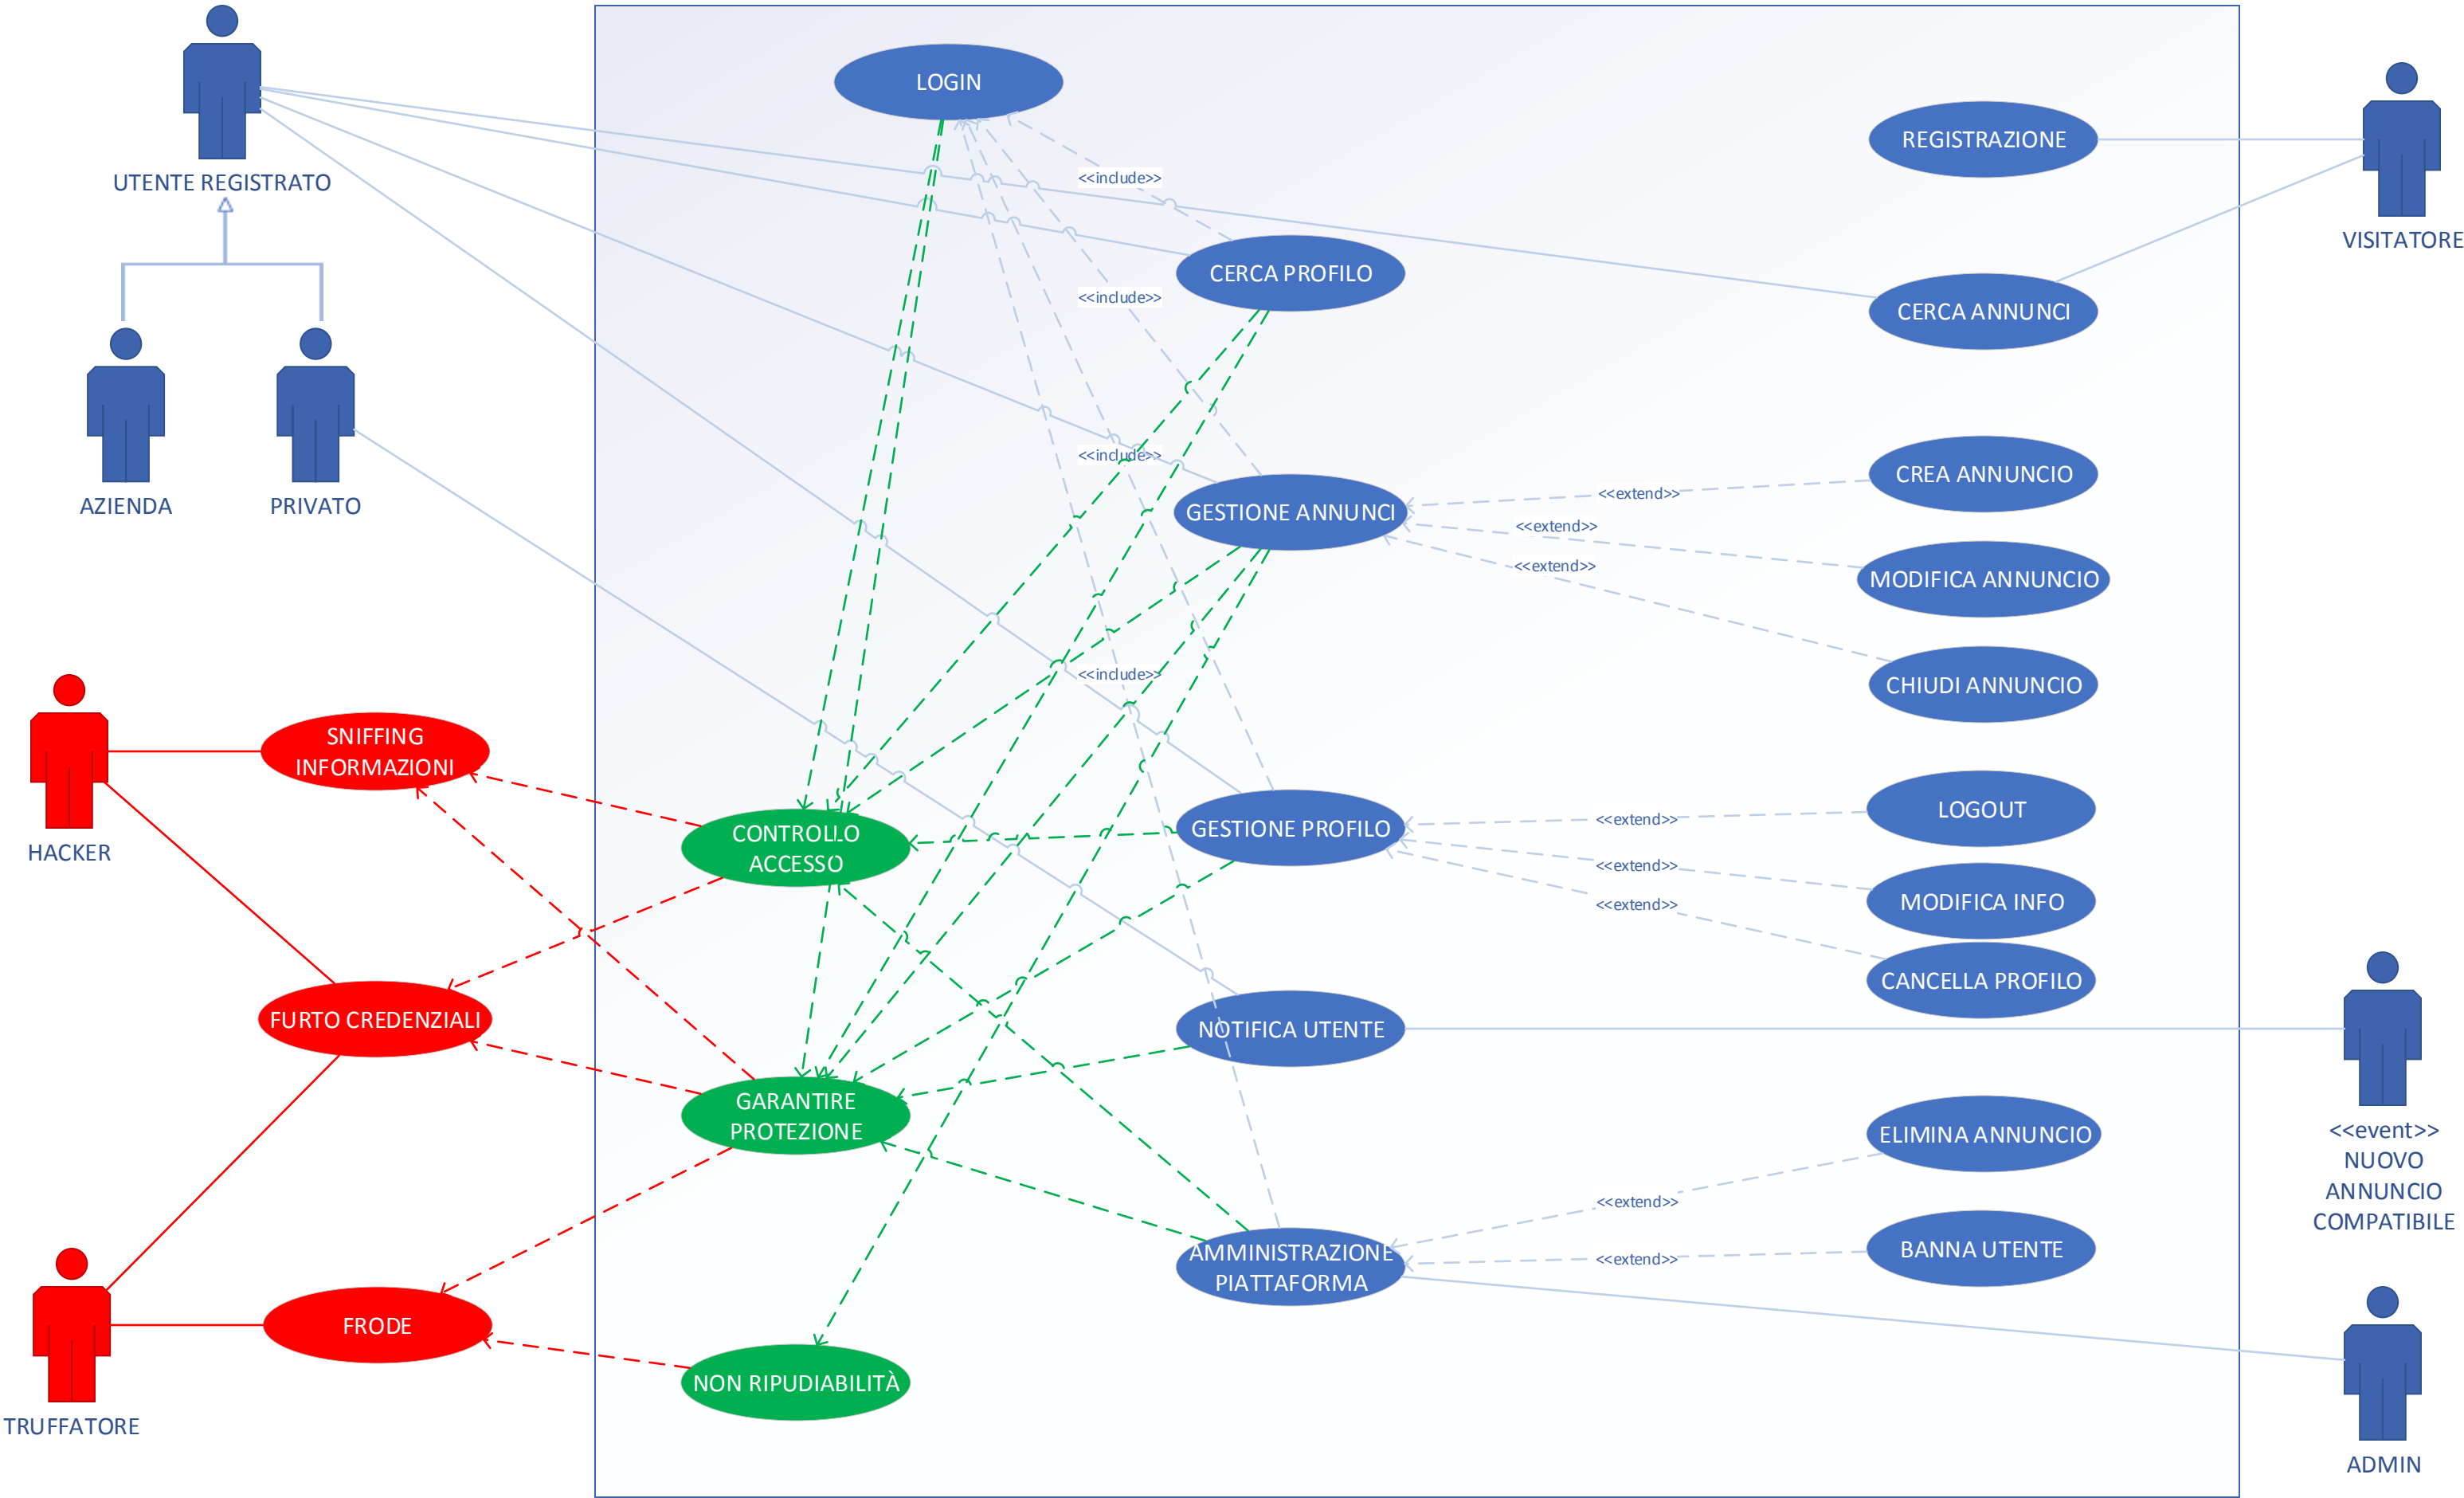 LOGIN
REGISTRAZIONE
<<include>>
UTENTE REGISTRATO
VISITATORE
CERCA PROFILO
<<include>>
CERCA ANNUNCI
<<include>>
CREA ANNUNCIO
<<extend>>
AZIENDA
PRIVATO
GESTIONE ANNUNCI
<<extend>>
<<extend>>
MODIFICA ANNUNCIO
<<include>>
CHIUDI ANNUNCIO
SNIFFING
INFORMAZIONI
HACKER
CONTROLLO
ACCESSO
GESTIONE PROFILO
<<extend>>
LOGOUT
<<extend>>
MODIFICA INFO
<<extend>>
CANCELLA PROFILO
FURTO CREDENZIALI
NOTIFICA UTENTE
GARANTIRE
PROTEZIONE
ELIMINA ANNUNCIO
<<event>>
NUOVO
ANNUNCIO
COMPATIBILE
<<extend>>
AMMINISTRAZIONE
PIATTAFORMA
<<extend>>
BANNA UTENTE
FRODE
NON RIPUDIABILITÀ
TRUFFATORE
ADMIN